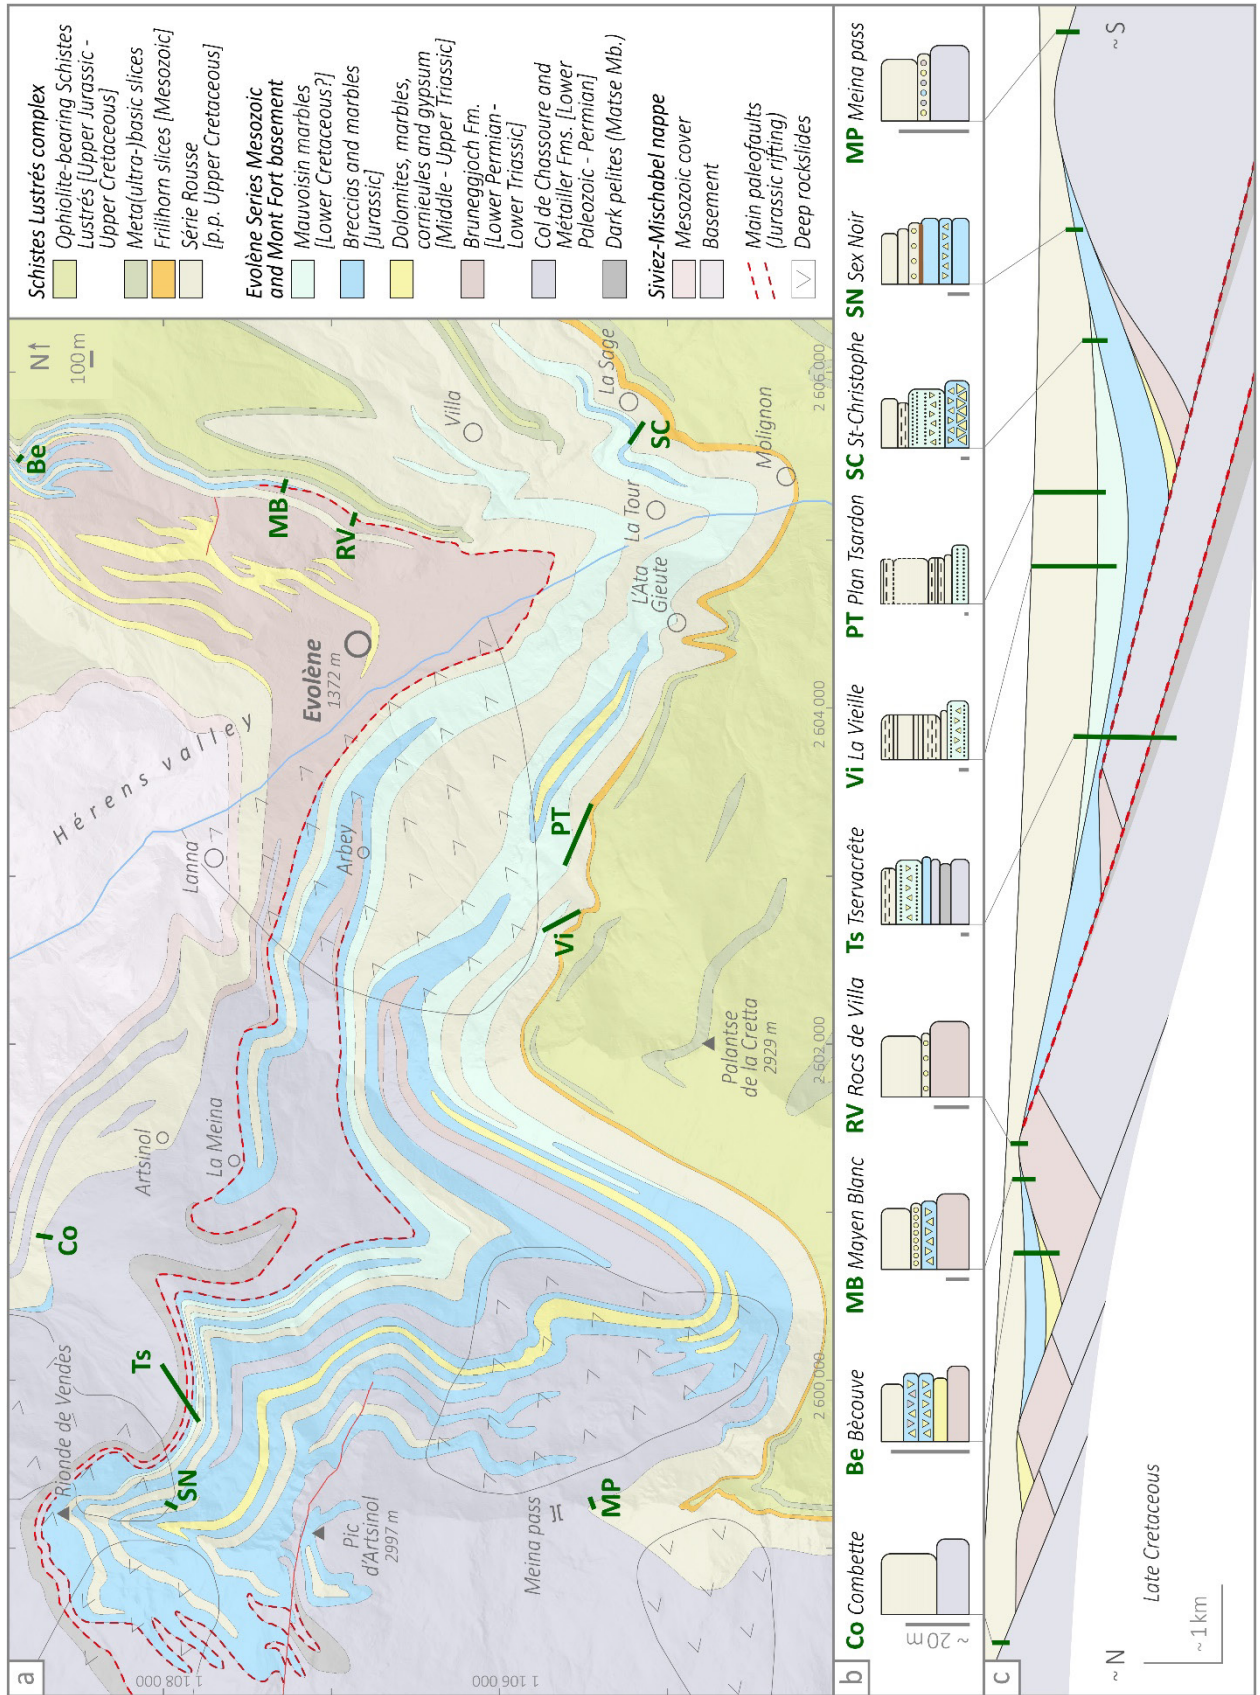 a
N↑
100 m
Be
MB
RV
Villa
La Sage
SC
Molignon
La Tour
L'Ata
Gieute
Hérens valley
Evolène
1372 m
Lanna
Arbey
PT
Vi
Palantse
de la Cretta
2929 m
Artsinol
La Meina
Co
Ts
Rionde de Vendes
SN
Pic
d'Artsinol
2997 m
Meina pass
MP
1 108 000
1 106 000
2 600 000
2 602 000
2 604 000
2 606 000
Schistes Lustrés complex
Ophiolite-bearing Schistes
Lustrés [Upper Jurassic -
Upper Cretaceous]
Meta(ultra-)basic slices
Frilihorn slices [Mesozoic]
Série Rousse
[p.p. Upper Cretaceous]
Evolène Series Mesozoic
and Mont Fort basement
Mauvoisin marbles
[Lower Cretaceous?]
Breccias and marbles
[Jurassic]
Dolomites, marbles,
cornieules and gypsum
[Middle - Upper Triassic]
Bruneggjoch Fm.
[Lower Permian -
Lower Triassic]
Col de Chassoure and
Métailler Fms. [Lower
Paleozoic - Permian]
Dark pelites (Matse Mb.)
Siviez-Mischabel nappe
Mesozoic cover
Basement
Main paleofaults
(Jurassic rifting)
Deep rockslides
b
Co Combette
Be Bècouve
MB Mayen Blanc
RV Rocs de Villa
Ts Tservacrête
Vi La Vieille
PT Plan Tsardon
SC St-Christophe
SN Sex Noir
MP Meina pass
~ 20 m
c
~ N
~ S
Late Cretaceous
~ 1 km